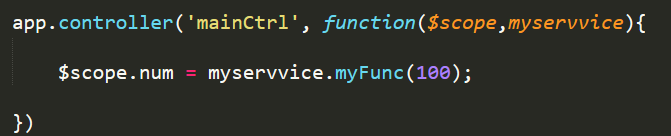 app.controller('mainCtrl', function($scope,myservvice){
$scope.num = myservvice.myFunc(100);
})